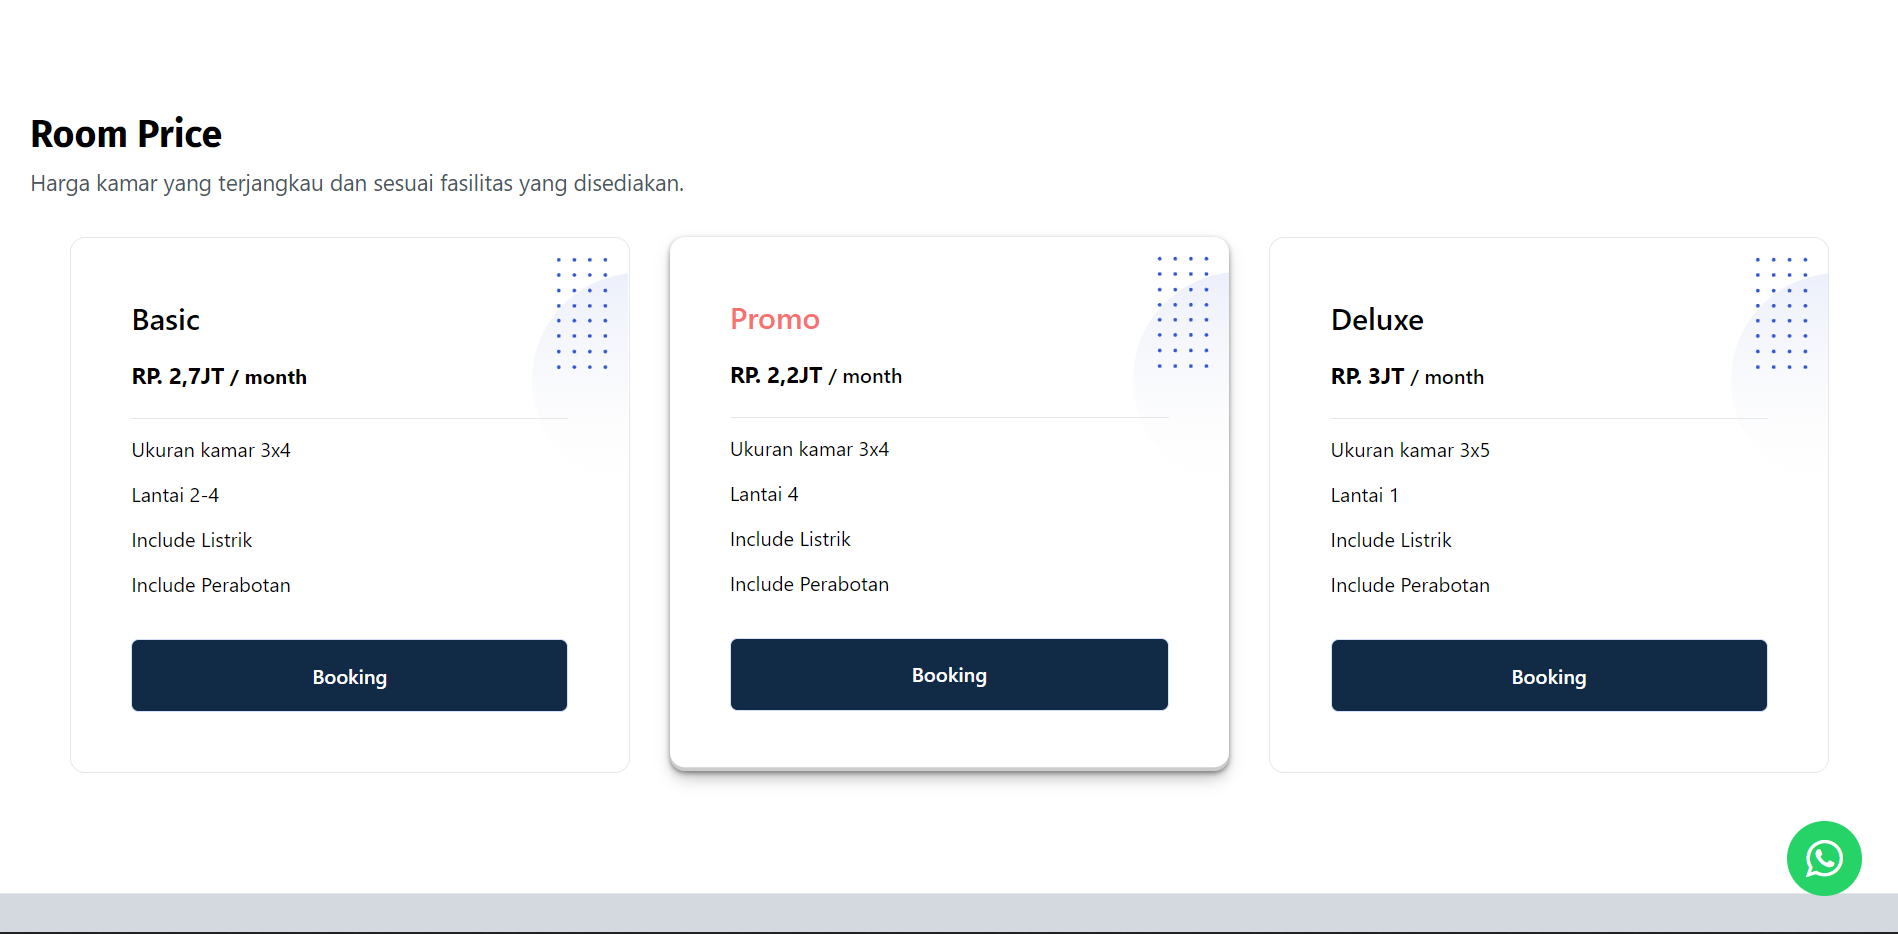 Room Price
Harga kamar yang terjangkau dan sesuai fasilitas yang disediakan.
Basic
RP. 2,7JT / month
Ukuran kamar 3x4
Lantai 2-4
Include Listrik
Include Perabotan
Booking
Promo
RP. 2,2JT / month
Ukuran kamar 3x4
Lantai 4
Include Listrik
Include Perabotan
Booking
Deluxe
RP. 3JT / month
Ukuran kamar 3x5
Lantai 1
Include Listrik
Include Perabotan
Booking